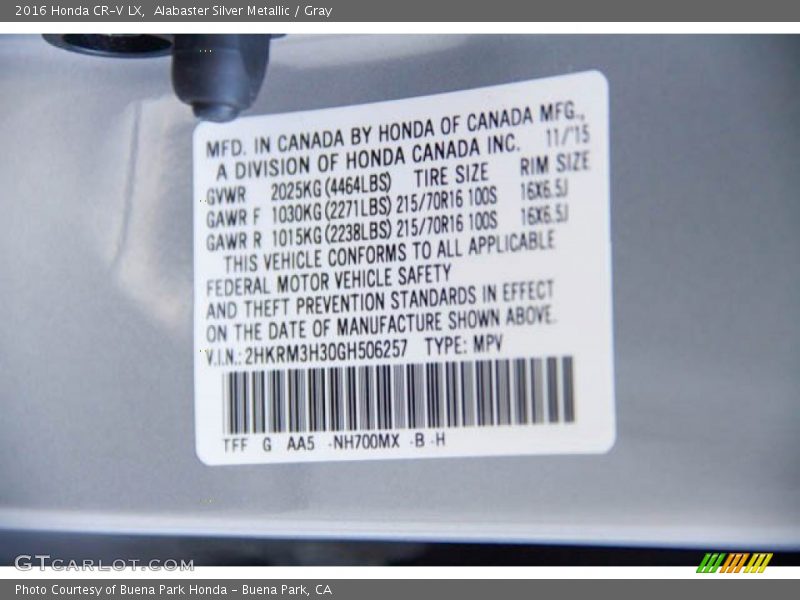 2016 Honda CR-V LX, Alabaster Silver Metallic / Gray
MFD. IN CANADA BY HONDA OF CANADA MFG.,
A DIVISION OF HONDA CANADA INC. 11/'15
GVWR 2025KG (4464LBS) TIRE SIZE RIM SIZE
GAWR F 1030KG (2271LBS) 215/70R16 100S 16X6.5J
GAWR R 1015KG (2238LBS) 215/70R16 100S 16X6.5J
THIS VEHICLE CONFORMS TO ALL APPLICABLE
FEDERAL MOTOR VEHICLE SAFETY
AND THEFT PREVENTION STANDARDS IN EFFECT
ON THE DATE OF MANUFACTURE SHOWN ABOVE.
V.I.N.: 2HKRM3H30GH506257 TYPE: MPV
TFF G AA5 -NH700MX -B -H
GTCARLOT.COM
Photo Courtesy of Buena Park Honda - Buena Park, CA